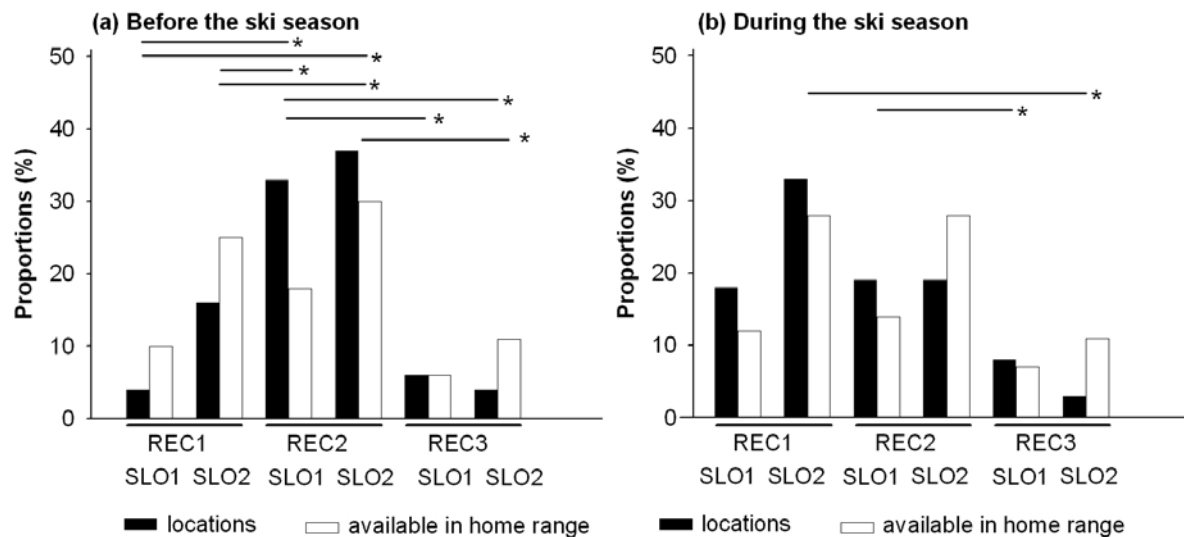 (a) Before the ski season
Proportions (%)
50
40
30
20
10
0
*
*
*
*
*
*
*
REC1 REC2 REC3
SLO1 SLO2 SLO1 SLO2 SLO1 SLO2
locations available in home range
(b) During the ski season
Proportions (%)
50
40
30
20
10
0
*
*
REC1 REC2 REC3
SLO1 SLO2 SLO1 SLO2 SLO1 SLO2
locations available in home range